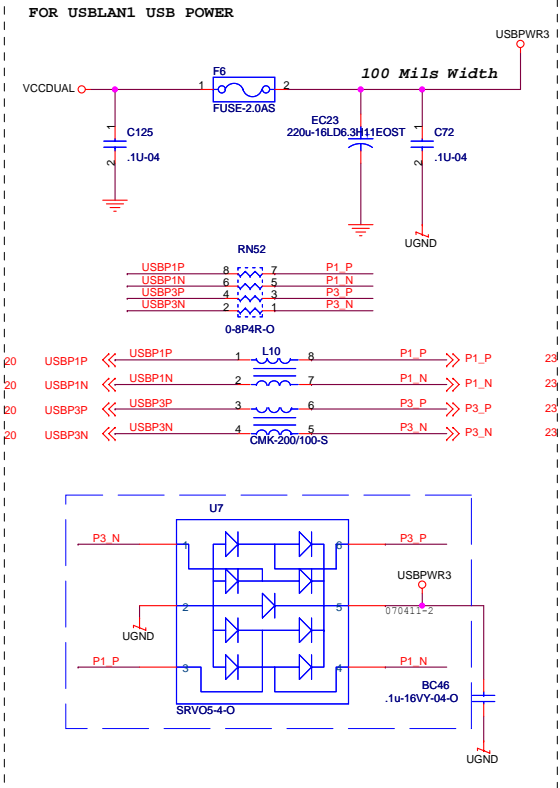 FOR USBLAN1 USB POWER
USBPWR3
F6
VCCDUAL 1 2 100 Mils Width
FUSE-2.0AS
1 C125 EC23 1 C72
220u-16LD6.3H11EOST
2 .1U-04 2 .1U-04
UGND
RN52
USBP1P 8 7 P1_P
USBP1N 6 5 P1_N
USBP3P 4 3 P3_P
USBP3N 2 1 P3_N
0-8P4R-O
L10
20 USBP1P USBP1P 1 8 P1_P P1_P 23
20 USBP1N USBP1N 2 7 P1_N P1_N 23
20 USBP3P USBP3P 3 6 P3_P P3_P 23
20 USBP3N USBP3N 4 5 P3_N P3_N 23
CMK-200/100-S
U7
P3_N 1 6 P3_P
USBPWR3
2 5 070411-2
UGND
P1_P 3 4 P1_N
BC46
.1u-16VY-04-O
SRV05-4-O
UGND